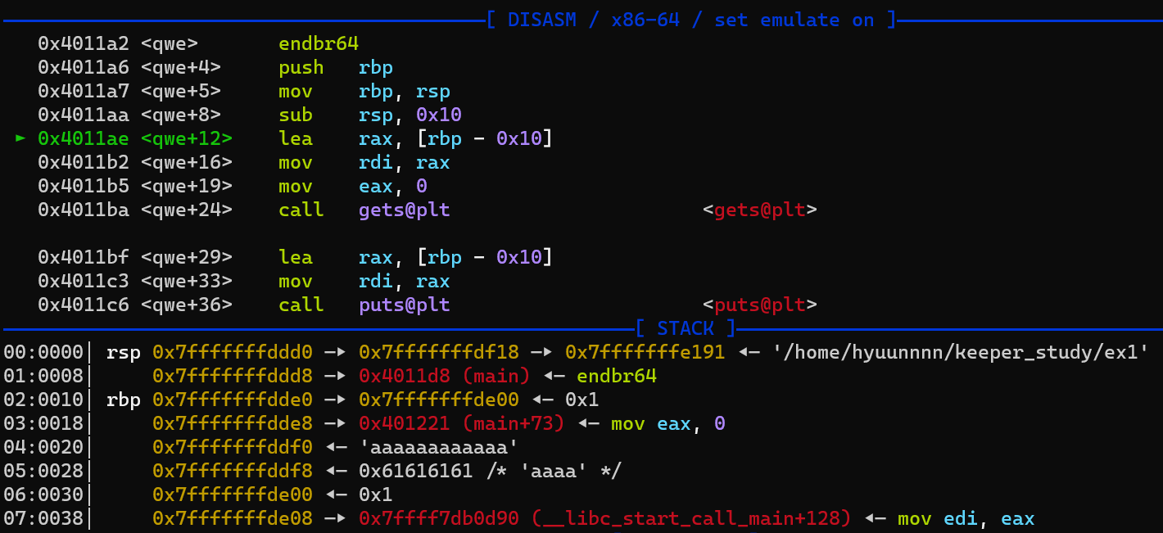 [ DISASM / x86-64 / set emulate on ]
0x4011a2 <qwe> endbr64
0x4011a6 <qwe+4> push rbp
0x4011a7 <qwe+5> mov rbp, rsp
0x4011aa <qwe+8> sub rsp, 0x10
► 0x4011ae <qwe+12> lea rax, [rbp - 0x10]
0x4011b2 <qwe+16> mov rdi, rax
0x4011b5 <qwe+19> mov eax, 0
0x4011ba <qwe+24> call gets@plt <gets@plt>
0x4011bf <qwe+29> lea rax, [rbp - 0x10]
0x4011c3 <qwe+33> mov rdi, rax
0x4011c6 <qwe+36> call puts@plt <puts@plt>
[ STACK ]
00:0000│ rsp 0x7fffffffddd0 —▸ 0x7fffffffdf18 —▸ 0x7fffffffe191 ◂— '/home/hyuunnnn/keeper_study/ex1'
01:0008│ 0x7fffffffddd8 —▸ 0x4011d8 (main) ◂— endbr64
02:0010│ rbp 0x7fffffffdde0 —▸ 0x7fffffffde00 ◂— 0x1
03:0018│ 0x7fffffffdde8 —▸ 0x401221 (main+73) ◂— mov eax, 0
04:0020│ 0x7fffffffddf0 ◂— 'aaaaaaaaaaaa'
05:0028│ 0x7fffffffddf8 ◂— 0x61616161 /* 'aaaa' */
06:0030│ 0x7fffffffde00 ◂— 0x1
07:0038│ 0x7fffffffde08 —▸ 0x7ffff7db0d90 (__libc_start_call_main+128) ◂— mov edi, eax